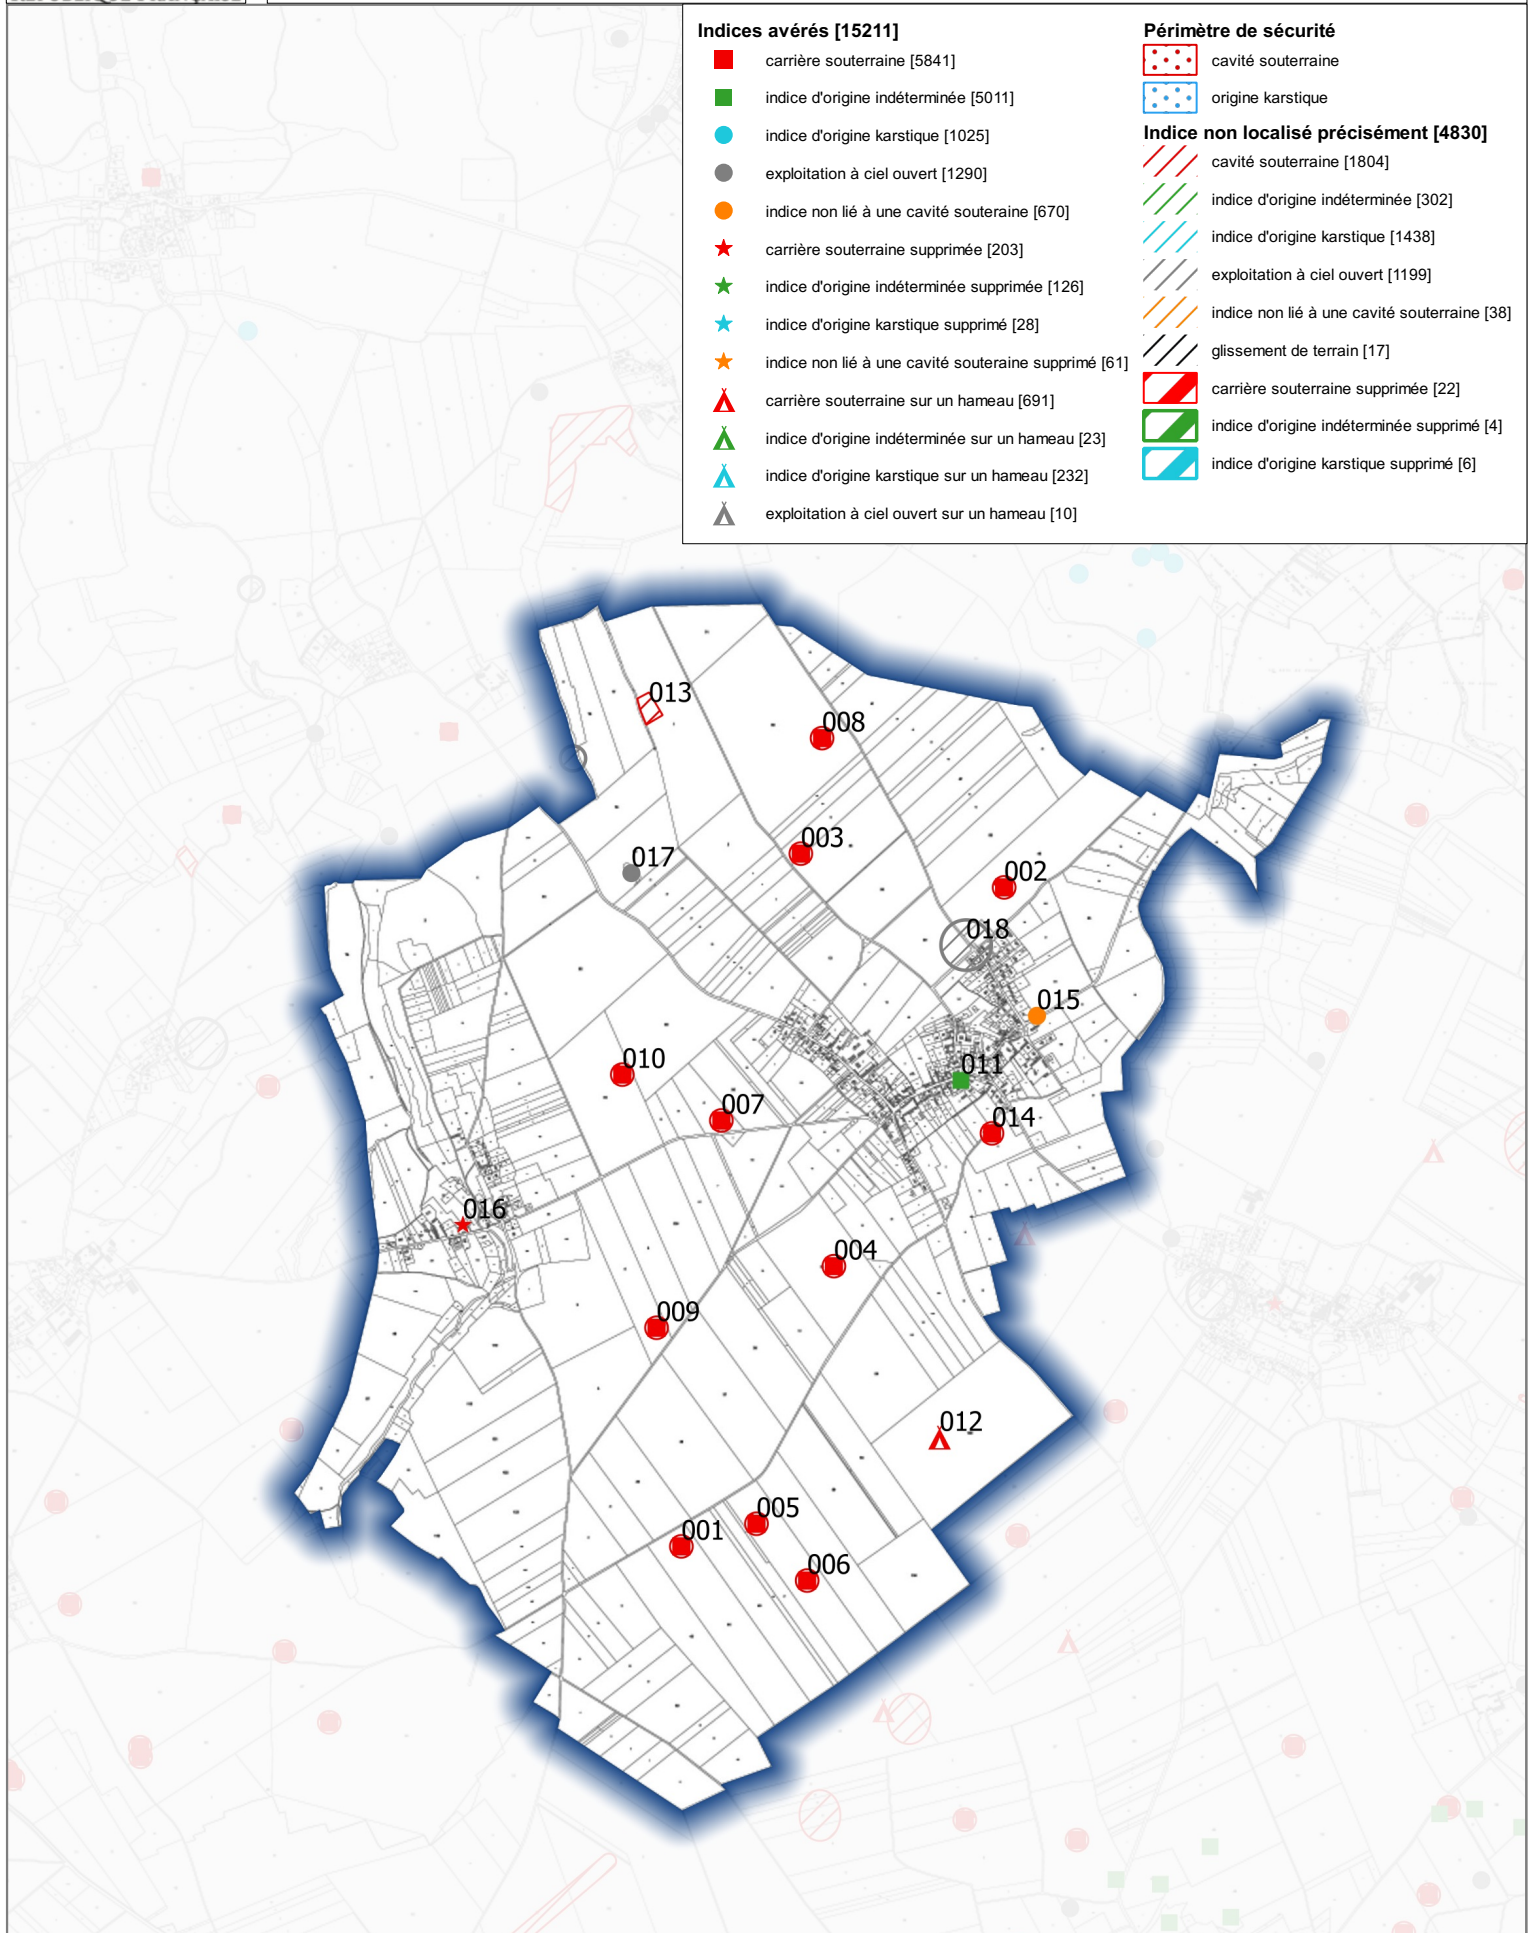 Indices avérés [15211]
carrière souterraine [5841]
indice d'origine indéterminée [5011]
indice d'origine karstique [1025]
exploitation à ciel ouvert [1290]
indice non lié à une cavité souteraine [670]
carrière souterraine supprimée [203]
indice d'origine indéterminée supprimée [126]
indice d'origine karstique supprimé [28]
indice non lié à une cavité souteraine supprimé [61]
carrière souterraine sur un hameau [691]
indice d'origine indéterminée sur un hameau [23]
indice d'origine karstique sur un hameau [232]
exploitation à ciel ouvert sur un hameau [10]
Périmètre de sécurité
cavité souterraine
origine karstique
Indice non localisé précisément [4830]
cavité souterraine [1804]
indice d'origine indéterminée [302]
indice d'origine karstique [1438]
exploitation à ciel ouvert [1199]
indice non lié à une cavité souterraine [38]
glissement de terrain [17]
carrière souterraine supprimée [22]
indice d'origine indéterminée supprimé [4]
indice d'origine karstique supprimé [6]
013
008
003
017
002
018
015
010
011
007
014
016
004
009
012
005
001
006